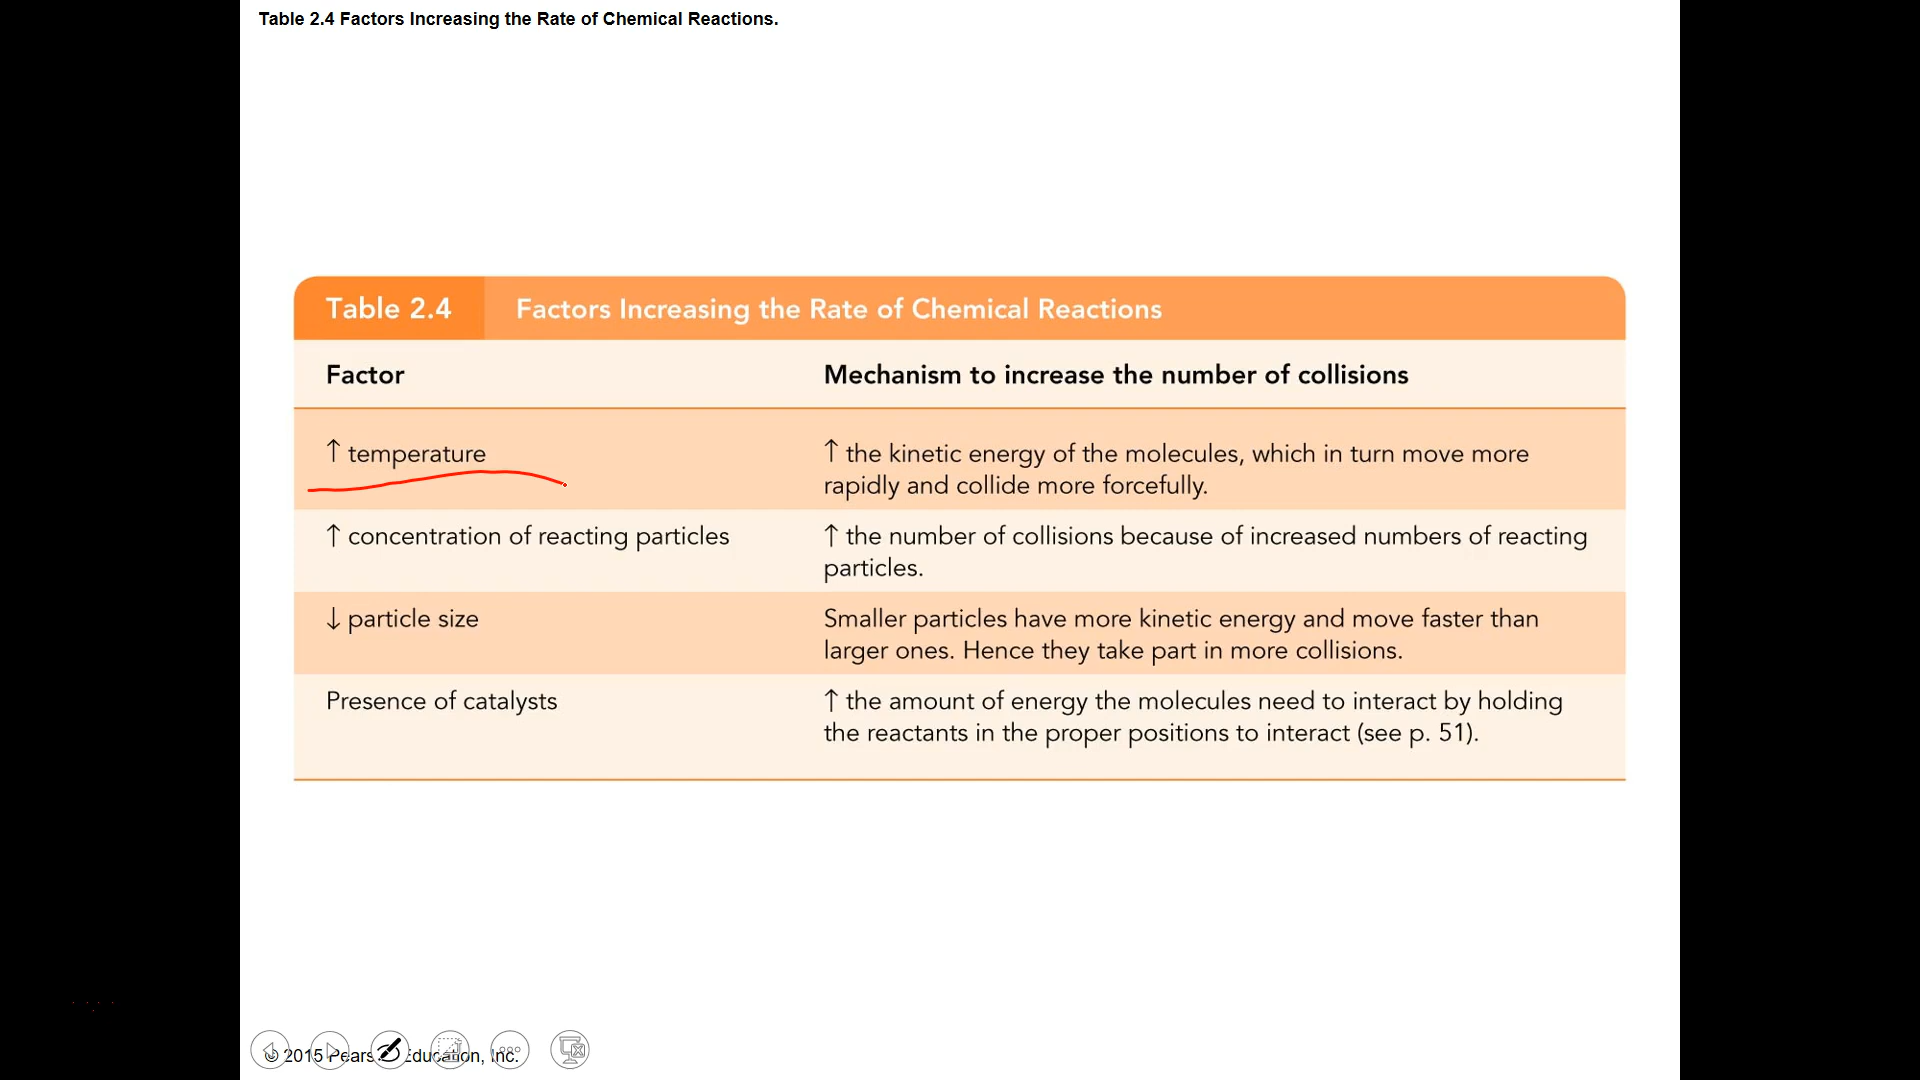 Table 2.4 Factors Increasing the Rate of Chemical Reactions.
Table 2.4 Factors Increasing the Rate of Chemical Reactions
Factor Mechanism to increase the number of collisions
↑ temperature ↑ the kinetic energy of the molecules, which in turn move more
rapidly and collide more forcefully.
↑ concentration of reacting particles ↑ the number of collisions because of increased numbers of reacting
particles.
↓ particle size Smaller particles have more kinetic energy and move faster than
larger ones. Hence they take part in more collisions.
Presence of catalysts ↑ the amount of energy the molecules need to interact by holding
the reactants in the proper positions to interact (see p. 51).
© 2015 Pearson Education, Inc.